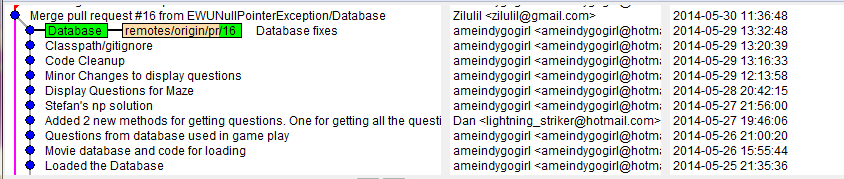 Merge pull request #16 from EWUNullPointerException/Database Zilulil <zilulil@gmail.com> 2014-05-30 11:36:48
Database remotes/origin/pr/16 Database fixes ameindygogirl <ameindygogirl@hotma 2014-05-29 13:32:48
Classpath/gitignore ameindygogirl <ameindygogirl@hotma 2014-05-29 13:20:39
Code Cleanup ameindygogirl <ameindygogirl@hotma 2014-05-29 13:16:33
Minor Changes to display questions ameindygogirl <ameindygogirl@hotma 2014-05-29 12:13:58
Display Questions for Maze ameindygogirl <ameindygogirl@hotma 2014-05-28 20:42:15
Stefan's np solution ameindygogirl <ameindygogirl@hotma 2014-05-27 21:56:00
Added 2 new methods for getting questions. One for getting all the questi Dan <lightning_striker@hotmail.com> 2014-05-27 19:46:06
Questions from database used in game play ameindygogirl <ameindygogirl@hotma 2014-05-26 21:00:20
Movie database and code for loading ameindygogirl <ameindygogirl@hotma 2014-05-26 15:55:44
Loaded the Database ameindygogirl <ameindygogirl@hotma 2014-05-25 21:35:36